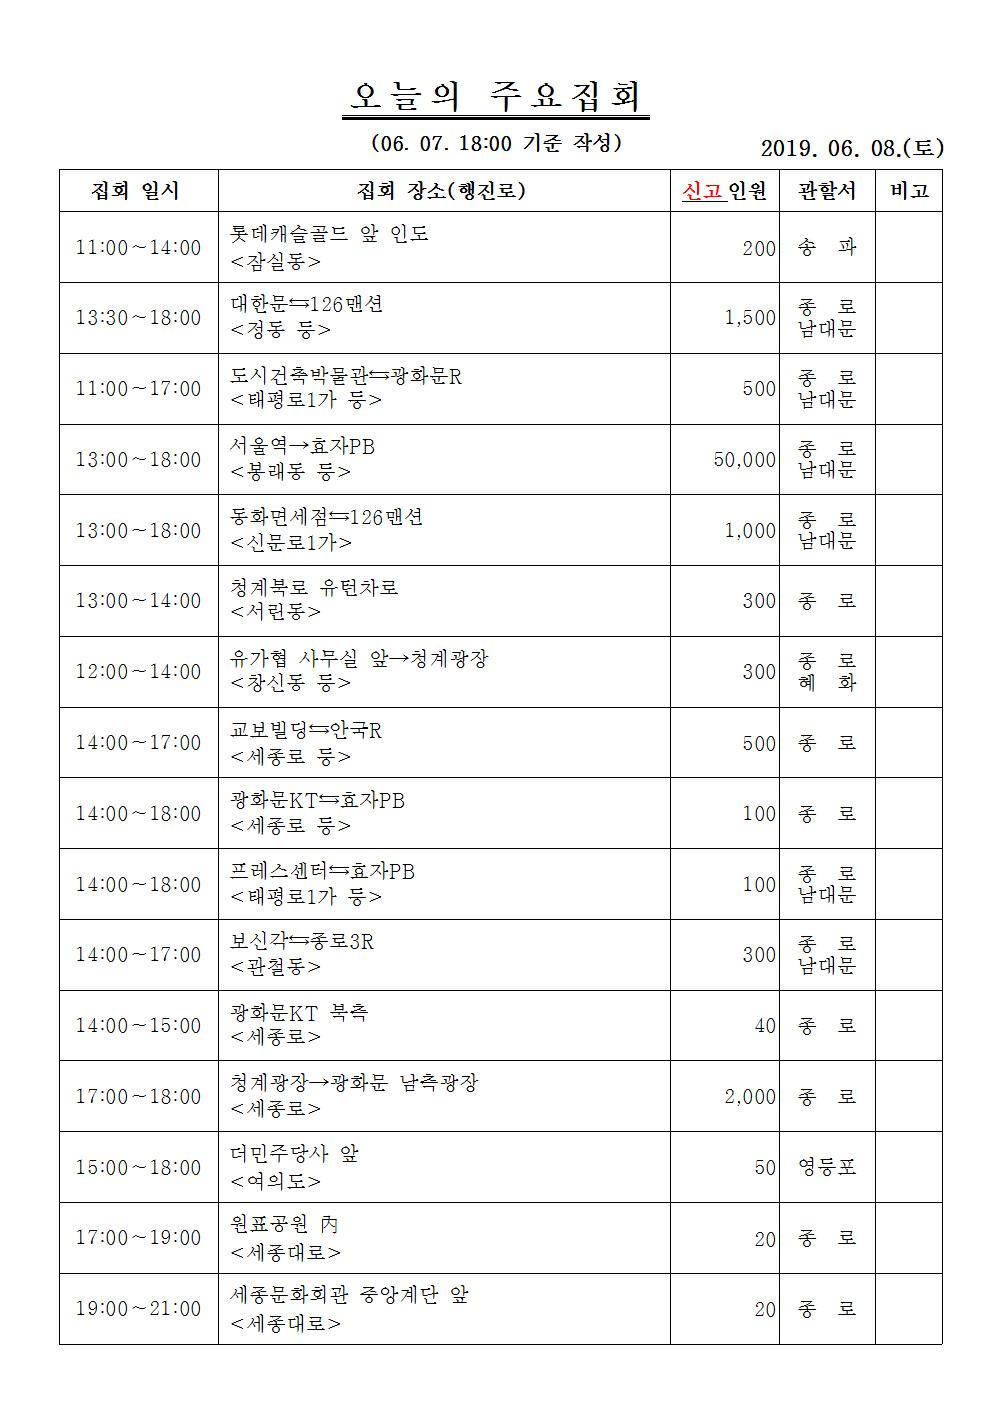 오늘의 주요집회
(06. 07. 18:00 기준 작성)
2019. 06. 08.(토)
집회 일시 집회 장소(행진로) 신고인원 관할서 비고
11:00~14:00 롯데캐슬골드 앞 인도 200 송 파
<잠실동>
13:30~18:00 대한문⇆126맨션 1,500 종 로
<정동 등> 남대문
11:00~17:00 도시건축박물관⇆광화문R 500 종 로
<태평로1가 등> 남대문
13:00~18:00 서울역→효자PB 50,000 종 로
<봉래동 등> 남대문
13:00~18:00 동화면세점⇆126맨션 1,000 종 로
<신문로1가> 남대문
13:00~14:00 청계북로 유턴차로 300 종 로
<서린동>
12:00~14:00 유가협 사무실 앞→청계광장 300 종 로
<창신동 등> 혜 화
14:00~17:00 교보빌딩⇆안국R 500 종 로
<세종로 등>
14:00~18:00 광화문KT⇆효자PB 100 종 로
<세종로 등>
14:00~18:00 프레스센터⇆효자PB 100 종 로
<태평로1가 등> 남대문
14:00~17:00 보신각⇆종로3R 300 종 로
<관철동> 남대문
14:00~15:00 광화문KT 북측 40 종 로
<세종로>
17:00~18:00 청계광장→광화문 남측광장 2,000 종 로
<세종로>
15:00~18:00 더민주당사 앞 50 영등포
<여의도>
17:00~19:00 원표공원 內 20 종 로
<세종대로>
19:00~21:00 세종문화회관 중앙계단 앞 20 종 로
<세종대로>